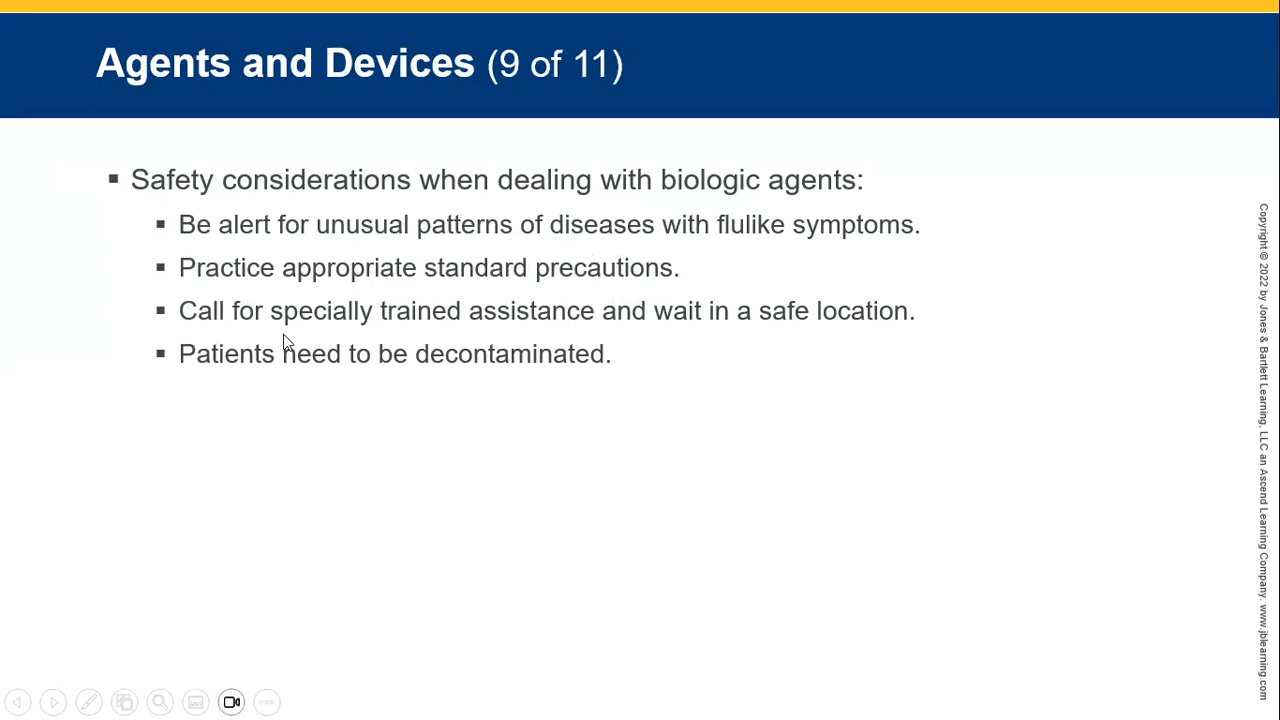 Agents and Devices (9 of 11)
▪ Safety considerations when dealing with biologic agents:
▪ Be alert for unusual patterns of diseases with flulike symptoms.
▪ Practice appropriate standard precautions.
▪ Call for specially trained assistance and wait in a safe location.
▪ Patients need to be decontaminated.
Copyright © 2022 by Jones & Bartlett Learning, LLC an Ascend Learning Company. www.jblearning.com